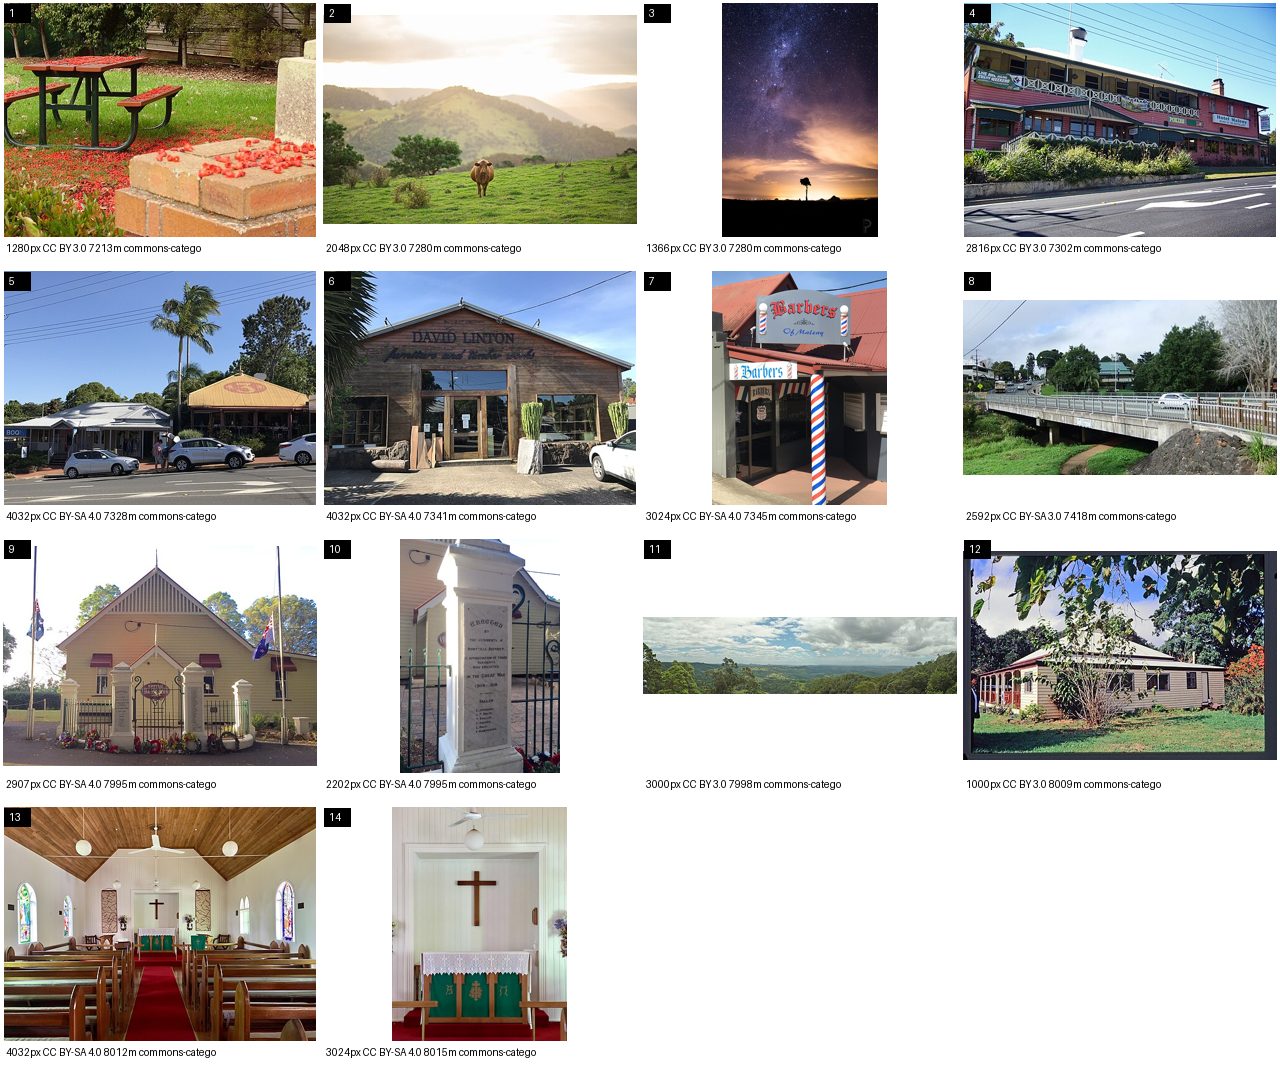 1
2
3
4
1280px CC BY 3.0 7213m commons-catego
2048px CC BY 3.0 7280m commons-catego
1366px CC BY 3.0 7280m commons-catego
2816px CC BY 3.0 7302m commons-catego
5
6
DAVID LINTON
furniture and timber works
7
Barbers
Of Maleny
Barbers
8
BOQ
4032px CC BY-SA 4.0 7328m commons-catego
4032px CC BY-SA 4.0 7341m commons-catego
3024px CC BY-SA 4.0 7345m commons-catego
2592px CC BY-SA 3.0 7418m commons-catego
9
10
ERECTED
BY
IN THE GREAT WAR
11
12
2907px CC BY-SA 4.0 7995m commons-catego
2202px CC BY-SA 4.0 7995m commons-catego
3000px CC BY 3.0 7998m commons-catego
1000px CC BY 3.0 8009m commons-catego
13
14
4032px CC BY-SA 4.0 8012m commons-catego
3024px CC BY-SA 4.0 8015m commons-catego